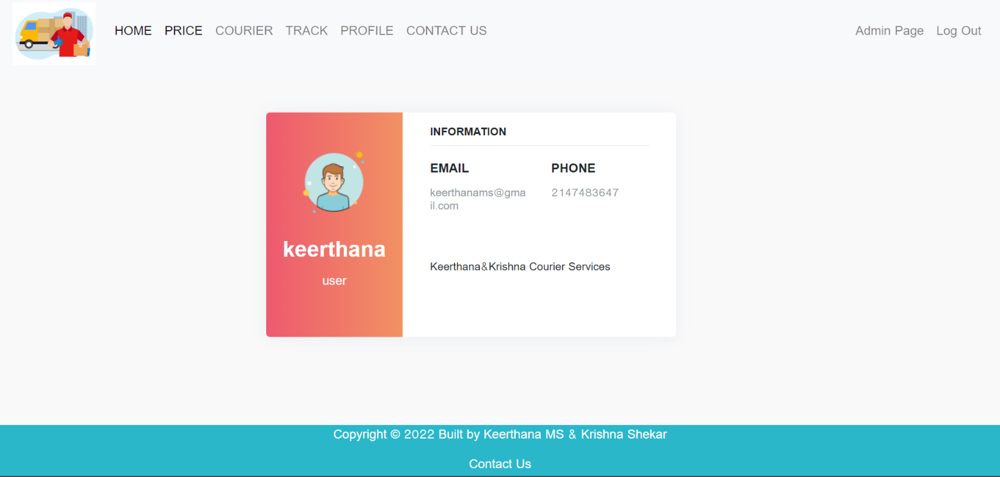 HOME PRICE COURIER TRACK PROFILE CONTACT US Admin Page Log Out
keerthana
user
INFORMATION
EMAIL PHONE
keerthanams@gma 2147483647
il.com
Keerthana&Krishna Courier Services
Copyright © 2022 Built by Keerthana MS & Krishna Shekar
Contact Us